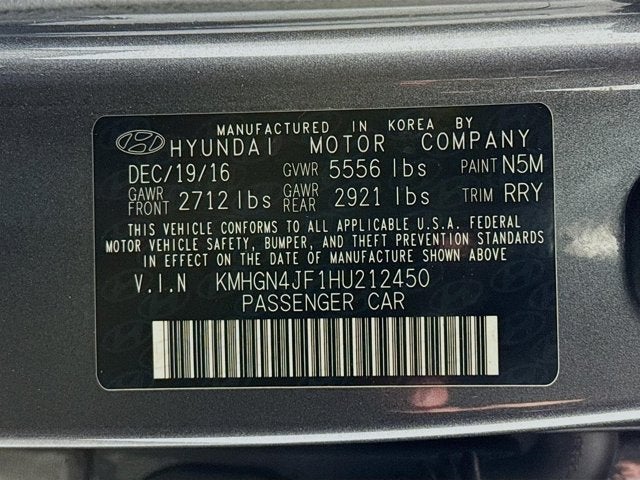 MANUFACTURED IN KOREA BY
HYUNDAI MOTOR COMPANY
DEC/19/16 GVWR 5556 lbs PAINT N5M
GAWR FRONT 2712 lbs GAWR REAR 2921 lbs TRIM RRY
THIS VEHICLE CONFORMS TO ALL APPLICABLE U.S.A. FEDERAL
MOTOR VEHICLE SAFETY, BUMPER, AND THEFT PREVENTION STANDARDS
IN EFFECT ON THE DATE OF MANUFACTURE SHOWN ABOVE.
V.I.N KMHGN4JF1HU212450
PASSENGER CAR